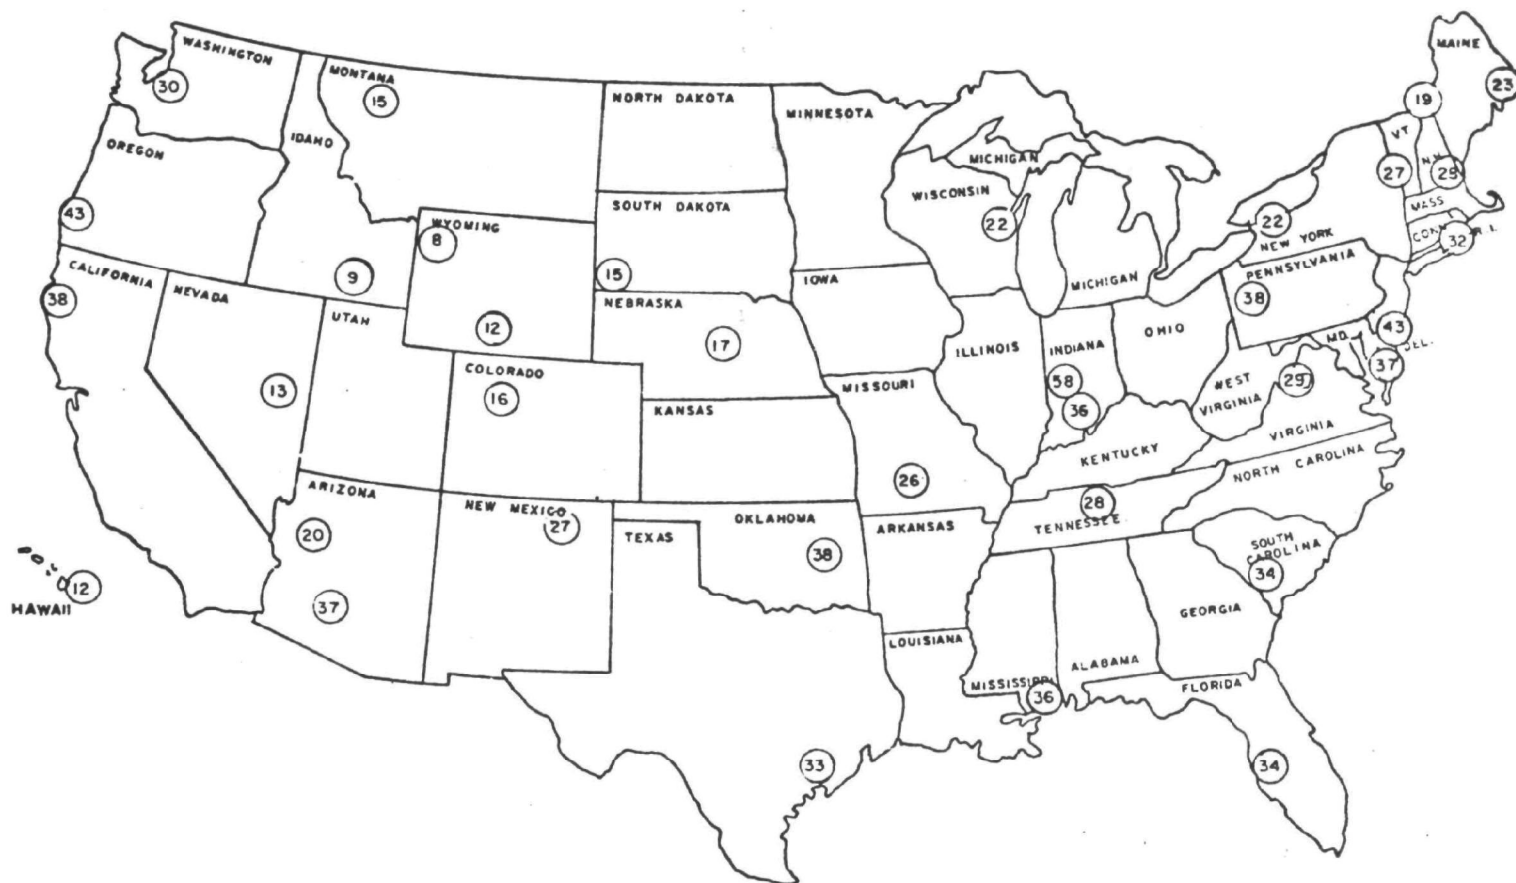 WASHINGTON
30
MONTANA
15
IDAHO
OREGON
43
NORTH DAKOTA
MINNESOTA
SOUTH DAKOTA
15
WYOMING
8
9
12
CALIFORNIA
38
NEVADA
13
UTAH
NEBRASKA
17
COLORADO
16
KANSAS
IOWA
WISCONSIN
22
MICHIGAN
MICHIGAN
ILLINOIS
INDIANA
58
36
OHIO
MISSOURI
26
KENTUCKY
WEST
VIRGINIA
29
VIRGINIA
PENNSYLVANIA
38
NEW YORK
22
MAINE
23
19
VT.
27
29
MASS
R.I.
32
43
MD.
DEL.
37
NORTH CAROLINA
TENNESSEE
28
SOUTH
CAROLINA
34
GEORGIA
ALABAMA
MISSISSIPPI
36
FLORIDA
34
LOUISIANA
ARKANSAS
OKLAHOMA
38
TEXAS
33
NEW MEXICO
27
ARIZONA
20
37
12
HAWAII